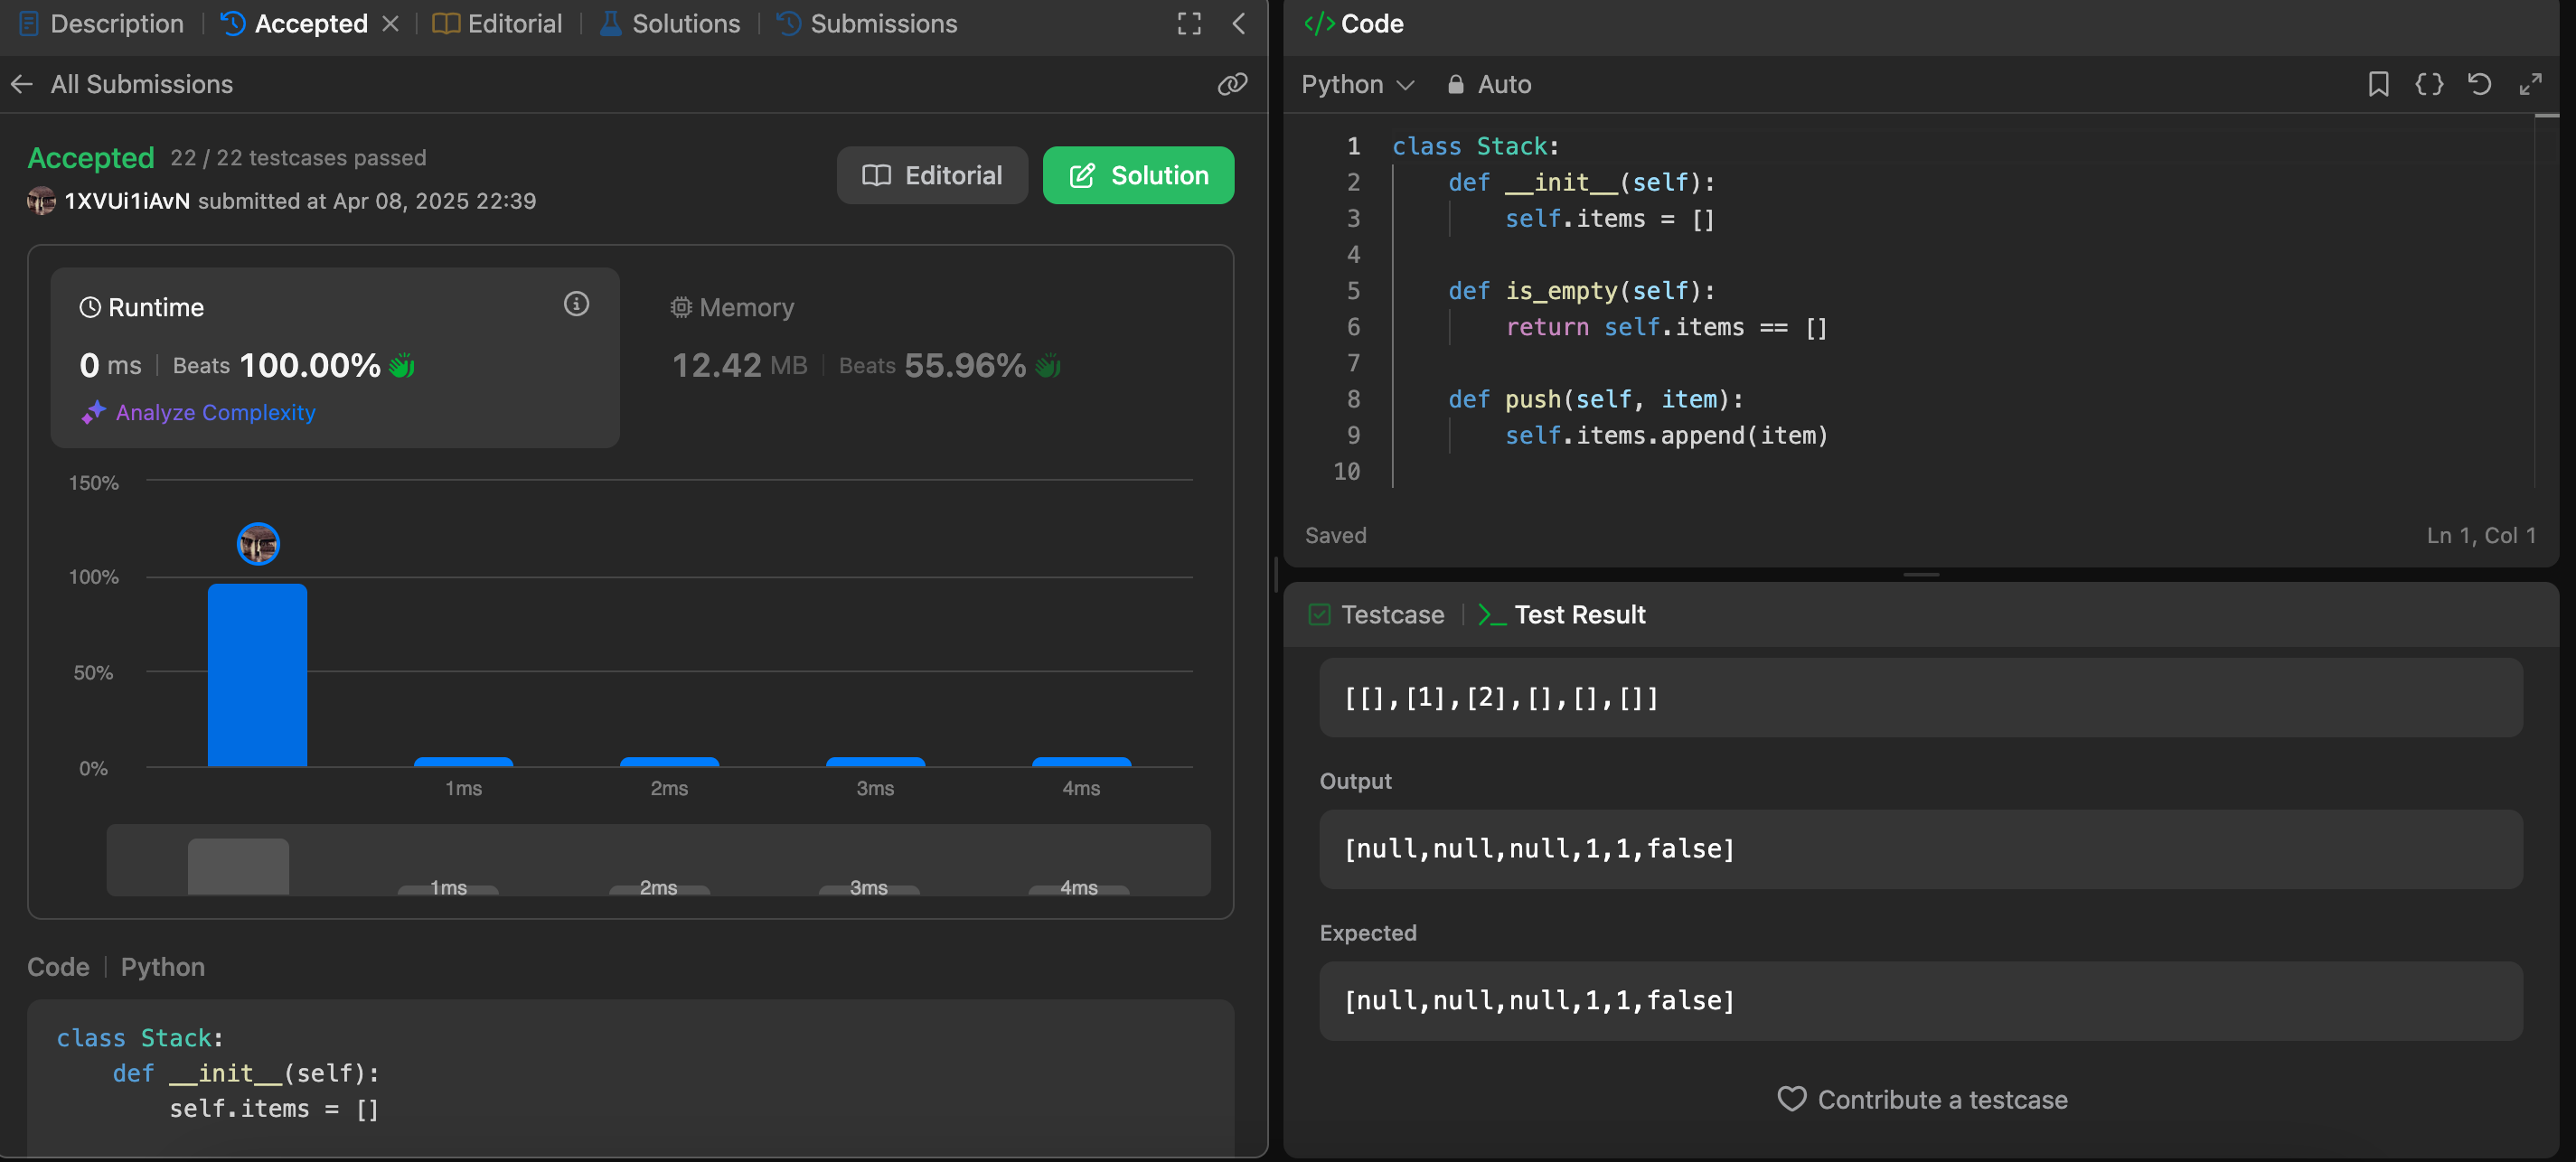 Description
Accepted
Editorial
Solutions
Submissions
All Submissions
Accepted 22 / 22 testcases passed
1XVUi1iAvN submitted at Apr 08, 2025 22:39
Editorial
Solution
Runtime
0 ms Beats 100.00%
Analyze Complexity
Memory
12.42 MB Beats 55.96%
150%
100%
50%
0%
1ms 2ms 3ms 4ms
1ms 2ms 3ms 4ms
Code Python
class Stack:
    def __init__(self):
        self.items = []
</> Code
Python
Auto
1 class Stack:
2     def __init__(self):
3         self.items = []
4
5     def is_empty(self):
6         return self.items == []
7
8     def push(self, item):
9         self.items.append(item)
10
Saved
Ln 1, Col 1
Testcase
>_ Test Result
[[],[1],[2],[],[],[]]
Output
[null,null,null,1,1,false]
Expected
[null,null,null,1,1,false]
Contribute a testcase